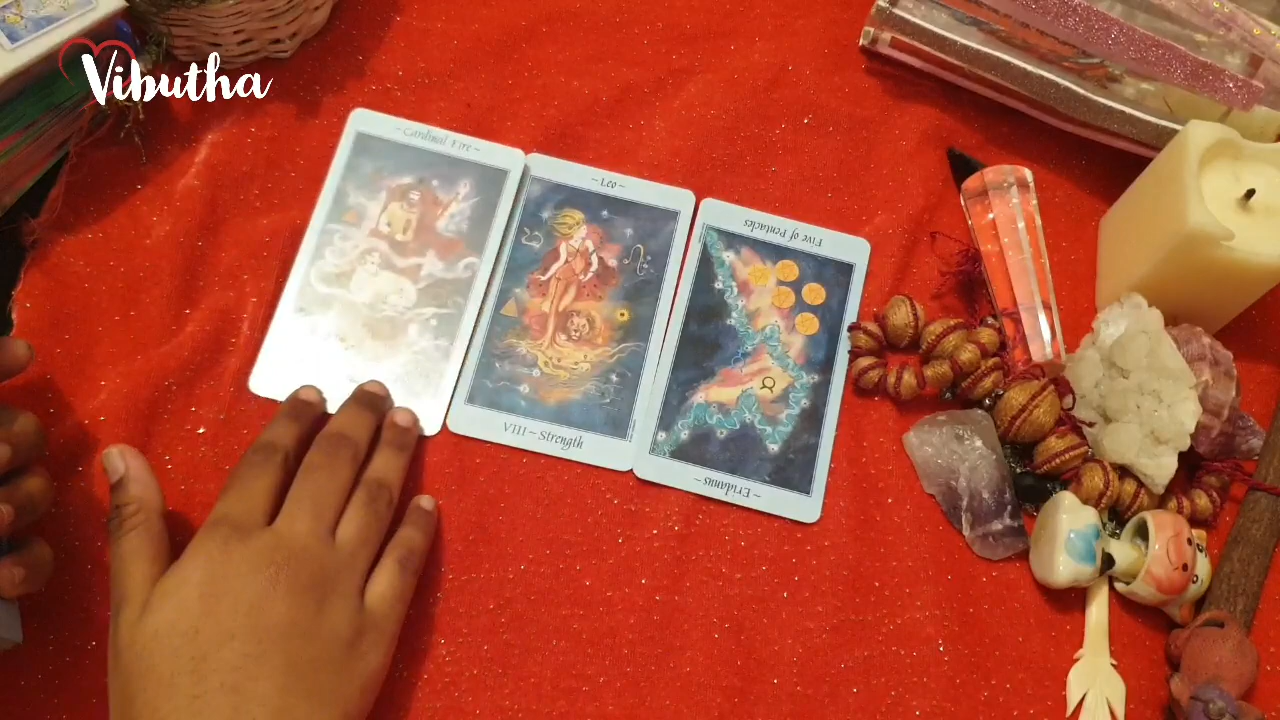 Vibutha
~ Cardinal Fire ~
~ Leo ~
VIII ~ Strength
Five of Pentacles
~ Eridanus ~